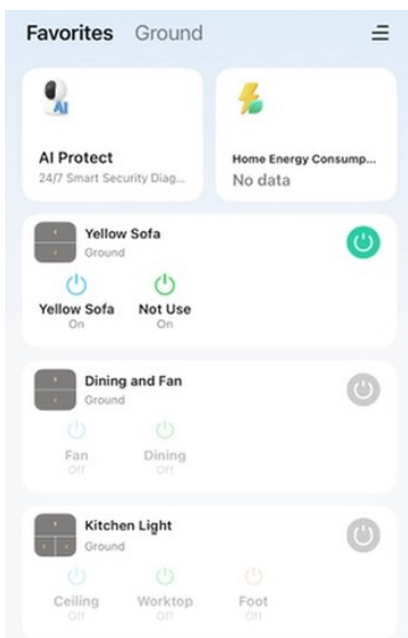 Favorites Ground
AI
AI Protect
24/7 Smart Security Diag...
Home Energy Consump...
No data
Yellow Sofa
Ground
Yellow Sofa Not Use
On On
Dining and Fan
Ground
Fan Dining
Off Off
Kitchen Light
Ground
Ceiling Worktop Foot
Off Off Off